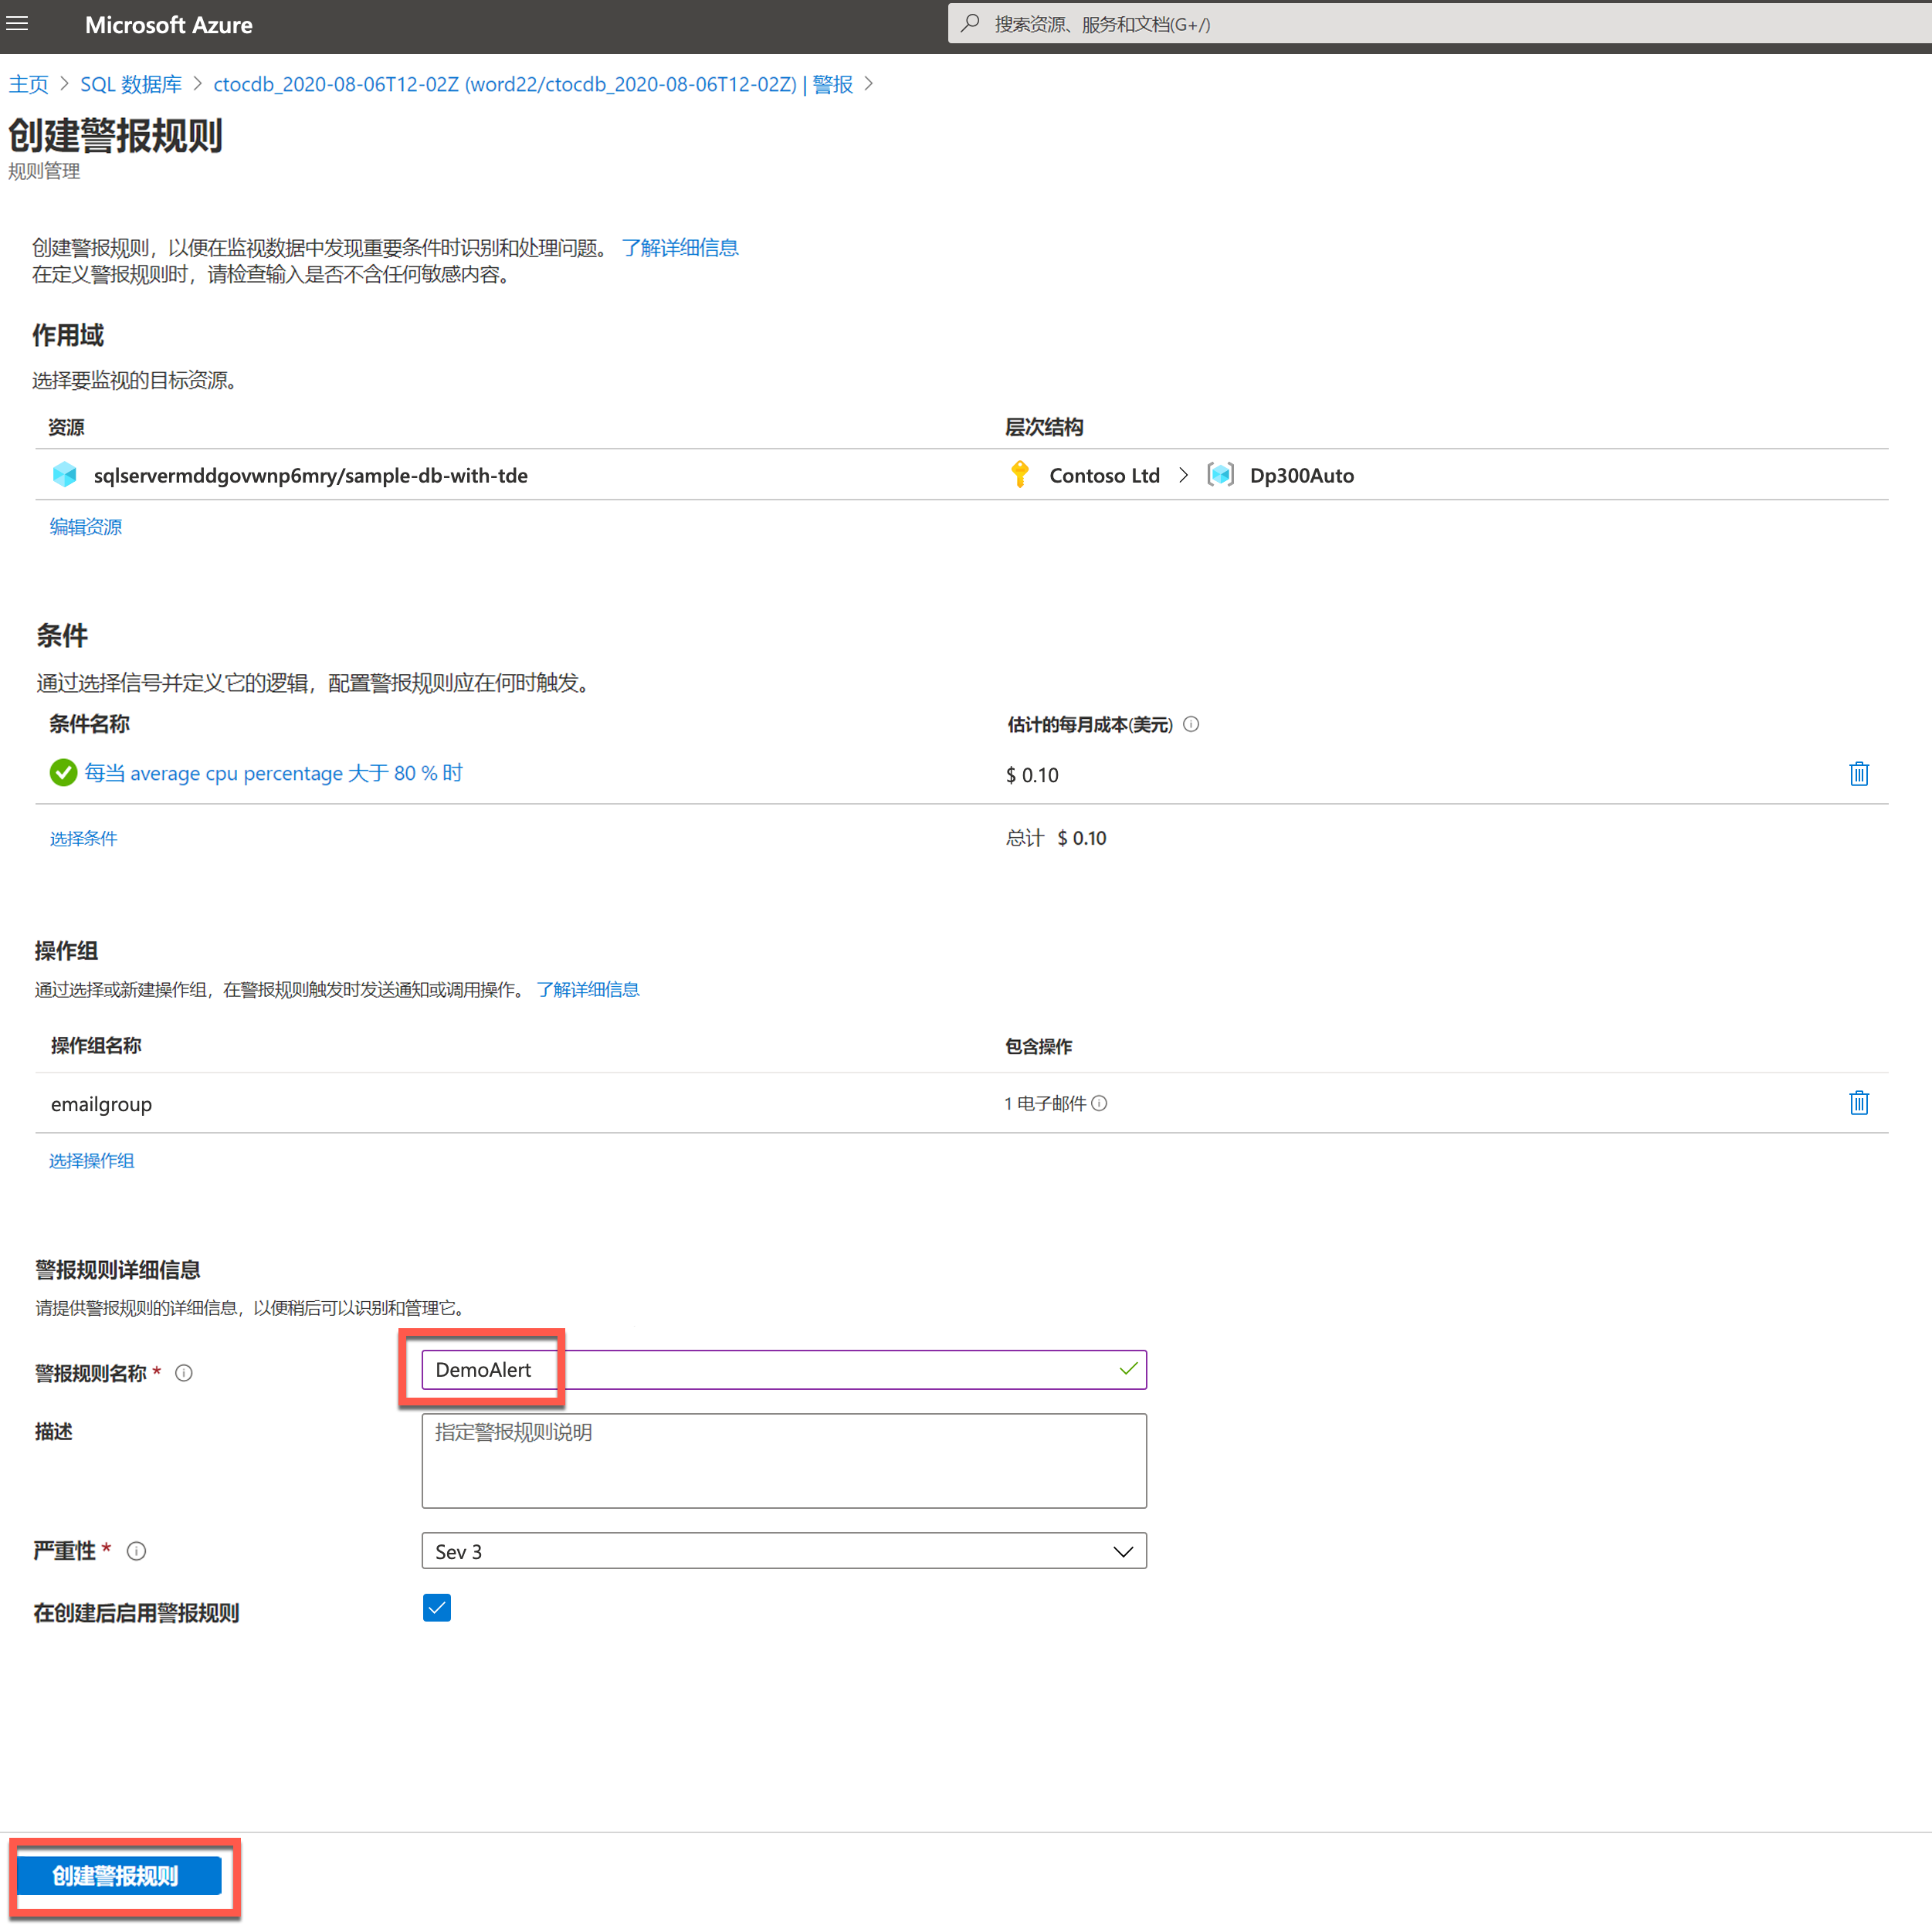 Microsoft Azure
搜索资源、服务和文档(G+/)
主页 > SQL 数据库 > ctocdb_2020-08-06T12-02Z (word22/ctocdb_2020-08-06T12-02Z) | 警报 >
创建警报规则
规则管理
创建警报规则，以便在监视数据中发现重要条件时识别和处理问题。 了解详细信息
在定义警报规则时，请检查输入是否不含任何敏感内容。
作用域
选择要监视的目标资源。
资源 层次结构
sqlservermddgovwnp6mry/sample-db-with-tde Contoso Ltd > Dp300Auto
编辑资源
条件
通过选择信号并定义它的逻辑，配置警报规则应在何时触发。
条件名称 估计的每月成本(美元)
每当 average cpu percentage 大于 80 % 时 $ 0.10
选择条件 总计 $ 0.10
操作组
通过选择或新建操作组，在警报规则触发时发送通知或调用操作。 了解详细信息
操作组名称 包含操作
emailgroup 1 电子邮件
选择操作组
警报规则详细信息
请提供警报规则的详细信息，以便稍后可以识别和管理它。
警报规则名称 * DemoAlert
描述 指定警报规则说明
严重性 * Sev 3
在创建后启用警报规则
创建警报规则